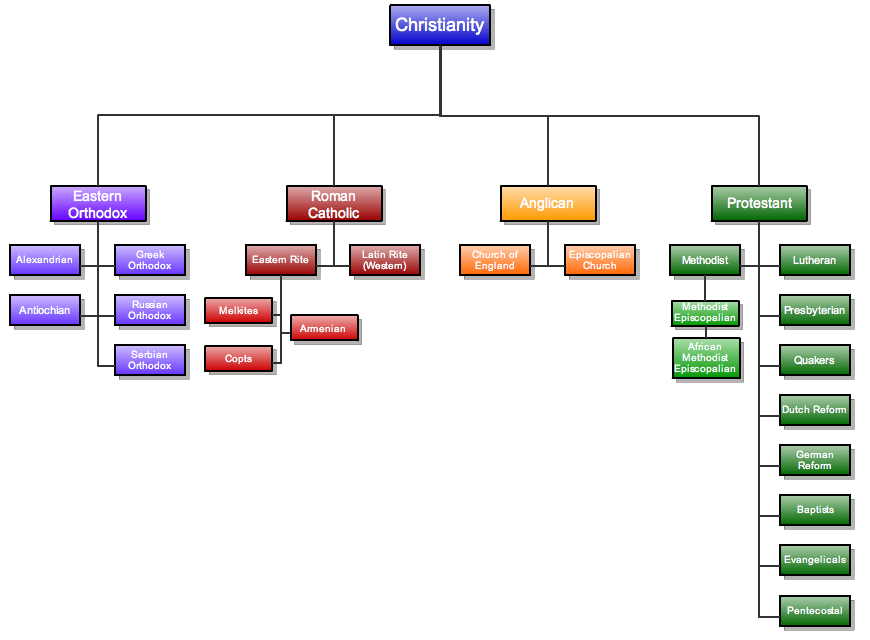 Christianity
Eastern
Orthodox
Roman
Catholic
Anglican
Protestant
Alexandrian
Greek
Orthodox
Eastern Rite
Latin Rite
(Western)
Church of
England
Episcopalian
Church
Methodist
Lutheran
Antiochian
Russian
Orthodox
Melkites
Armenian
Methodist
Episcopalian
Presbyterian
Serbian
Orthodox
Copts
African
Methodist
Episcopalian
Quakers
Dutch Reform
German
Reform
Baptists
Evangelicals
Pentecostal